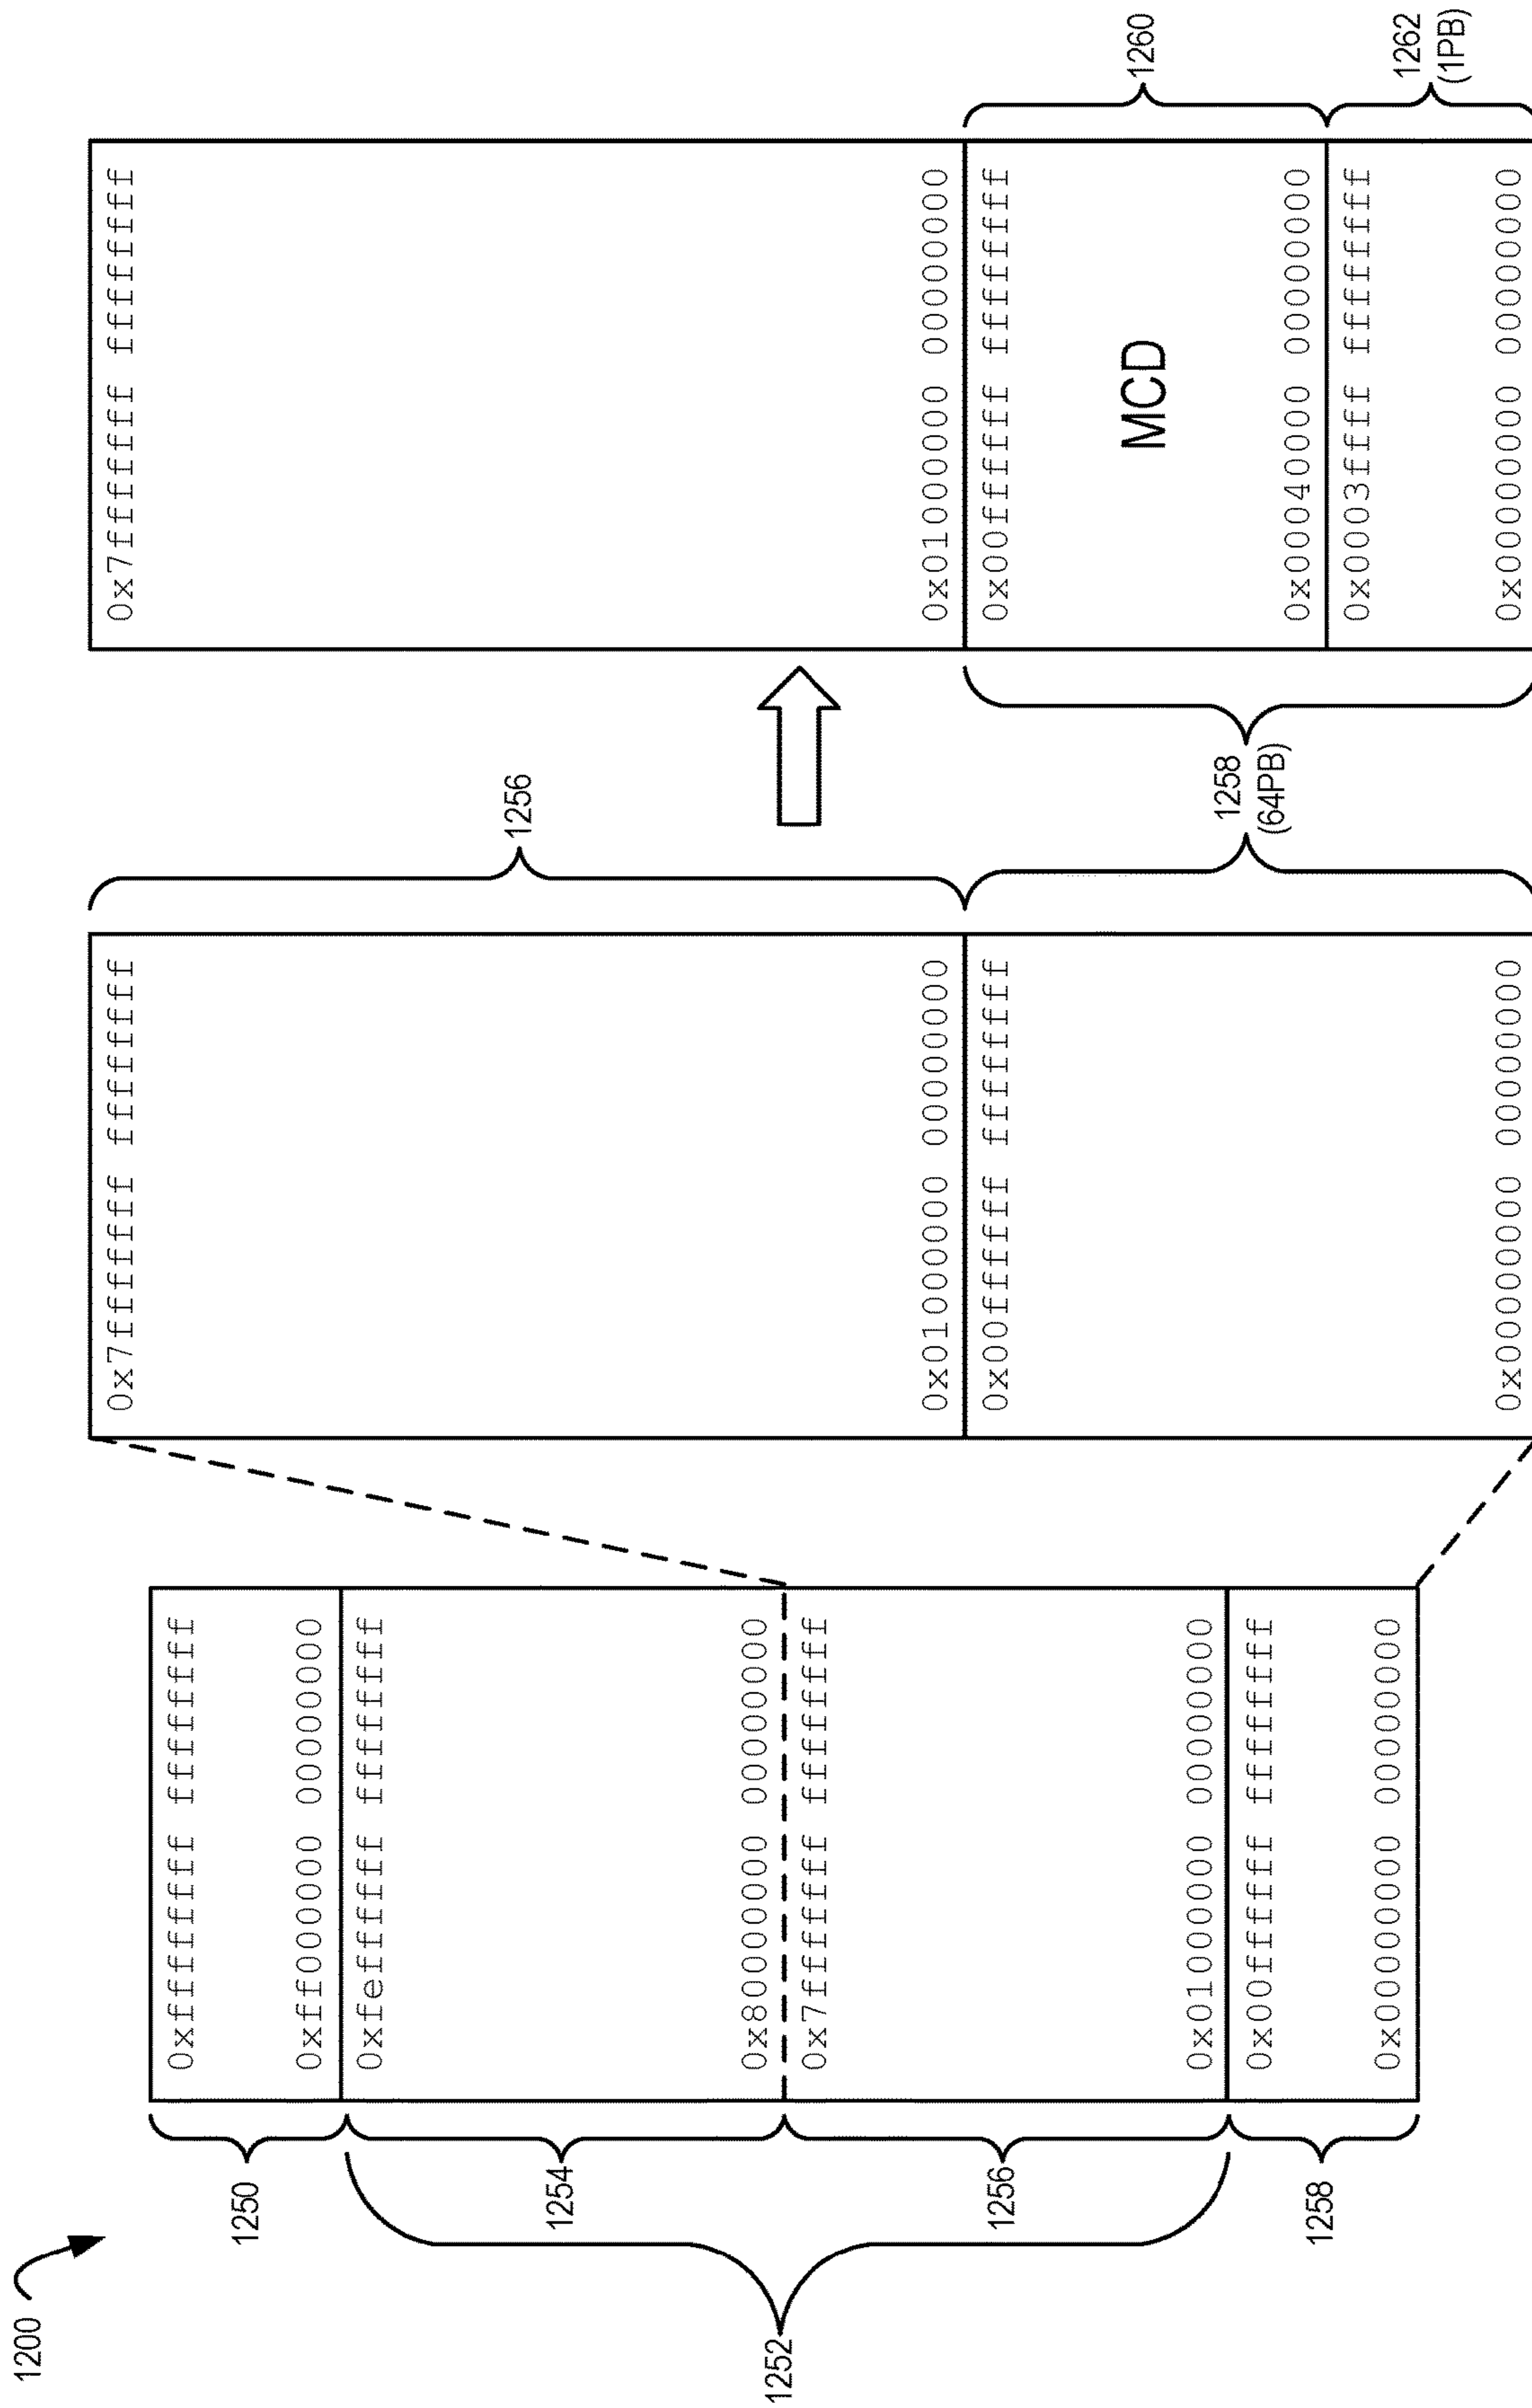 1200
1250
1252
1254
1256
1258
0xffffffff ffffffff
0xff000000 00000000
0xfeffffff ffffffff
0x80000000 00000000
0x7fffffff ffffffff
0x01000000 00000000
0x00ffffff ffffffff
0x00000000 00000000
0x7fffffff ffffffff
0x01000000 00000000
0x00ffffff ffffffff
0x00000000 00000000
1256
1258
(64PB)
0x7fffffff ffffffff
0x01000000 00000000
0x00ffffff ffffffff
MCD
0x00040000 00000000
0x0003ffff ffffffff
0x00000000 00000000
1260
1262
(1PB)